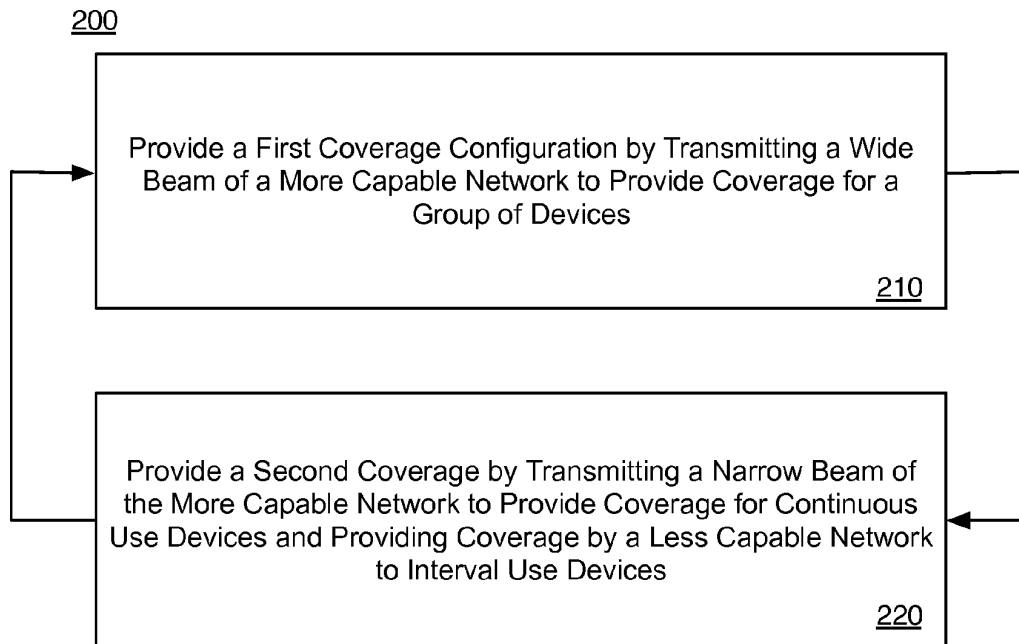 200
Provide a First Coverage Configuration by Transmitting a Wide
Beam of a More Capable Network to Provide Coverage for a
Group of Devices
210
Provide a Second Coverage by Transmitting a Narrow Beam of
the More Capable Network to Provide Coverage for Continuous
Use Devices and Providing Coverage by a Less Capable Network
to Interval Use Devices
220